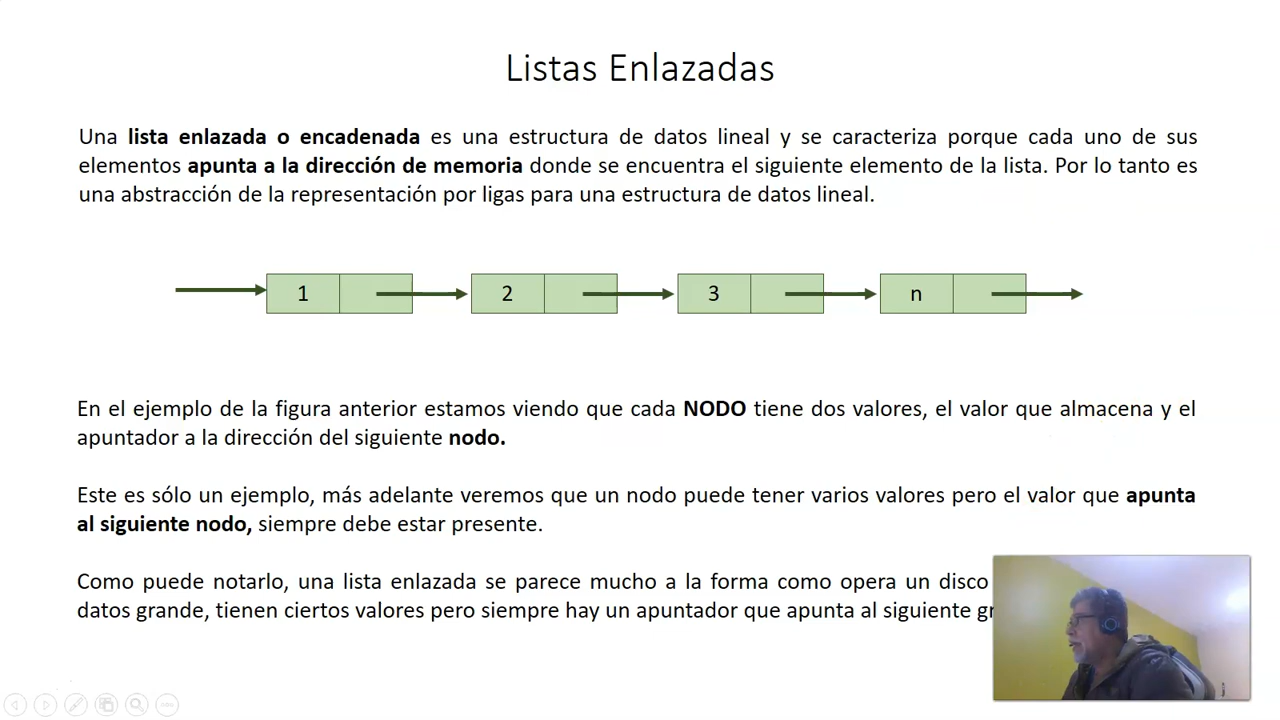 Listas Enlazadas
Una lista enlazada o encadenada es una estructura de datos lineal y se caracteriza porque cada uno de sus
elementos apunta a la dirección de memoria donde se encuentra el siguiente elemento de la lista. Por lo tanto es
una abstracción de la representación por ligas para una estructura de datos lineal.
1 2 3 n
En el ejemplo de la figura anterior estamos viendo que cada NODO tiene dos valores, el valor que almacena y el
apuntador a la dirección del siguiente nodo.
Este es sólo un ejemplo, más adelante veremos que un nodo puede tener varios valores pero el valor que apunta
al siguiente nodo, siempre debe estar presente.
Como puede notarlo, una lista enlazada se parece mucho a la forma como opera un disco
datos grande, tienen ciertos valores pero siempre hay un apuntador que apunta al siguiente